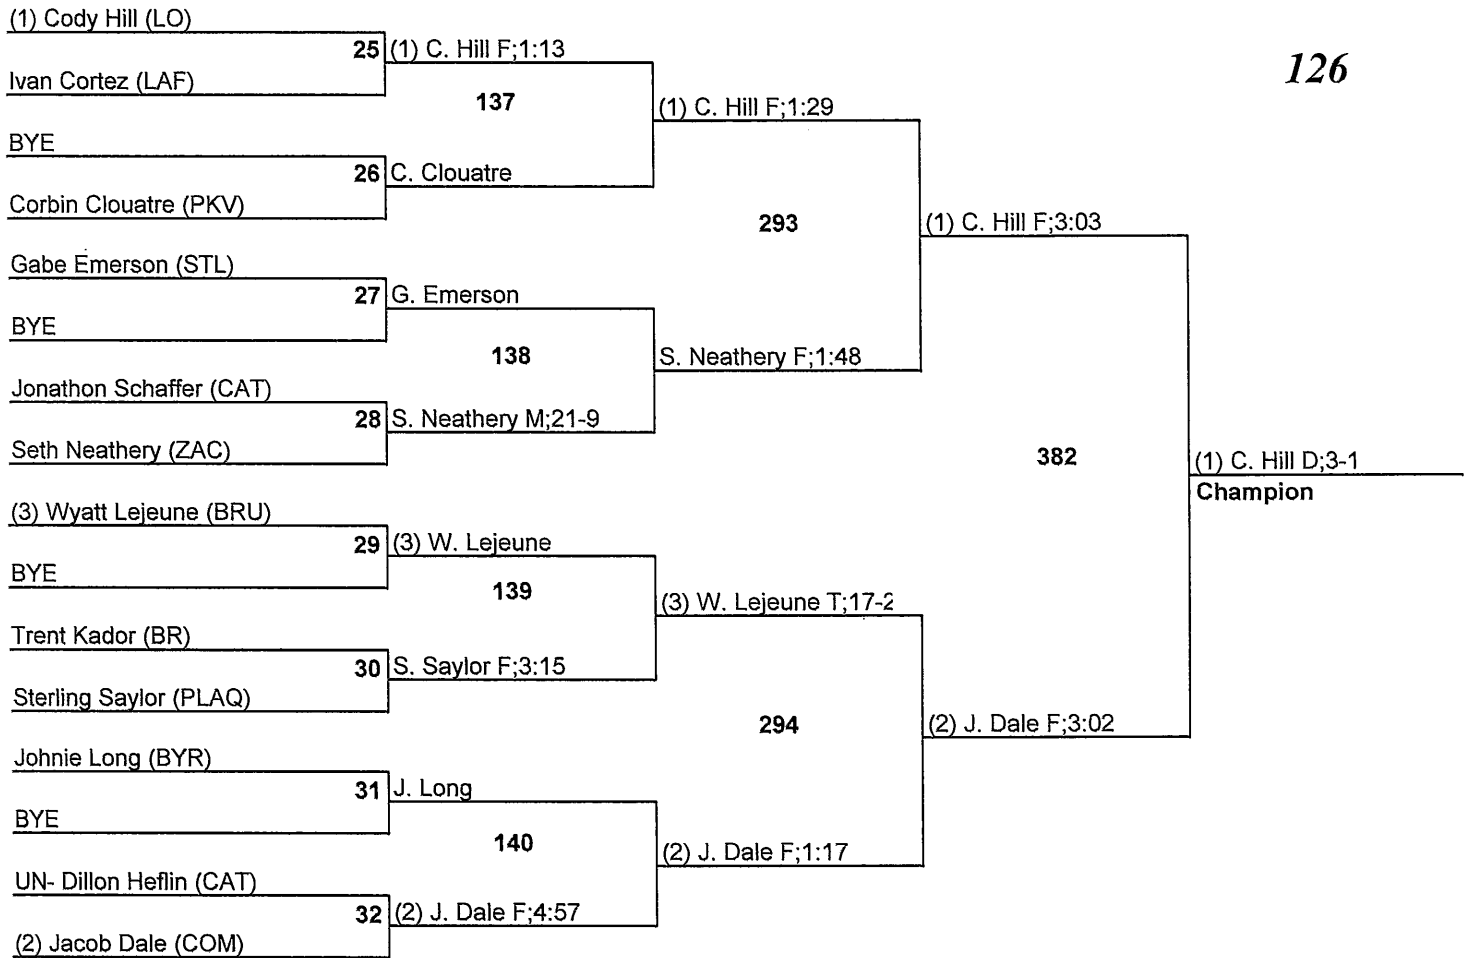 (1) Cody Hill (LO)
25 (1) C. Hill F;1:13
126
Ivan Cortez (LAF)
137
(1) C. Hill F;1:29
BYE
26 C. Clouatre
Corbin Clouatre (PKV)
293
(1) C. Hill F;3:03
Gabe Emerson (STL)
27 G. Emerson
BYE
138
S. Neathery F;1:48
Jonathon Schaffer (CAT)
28 S. Neathery M;21-9
Seth Neathery (ZAC)
382
(1) C. Hill D;3-1
Champion
(3) Wyatt Lejeune (BRU)
29 (3) W. Lejeune
BYE
139
(3) W. Lejeune T;17-2
Trent Kador (BR)
30 S. Saylor F;3:15
Sterling Saylor (PLAQ)
294
(2) J. Dale F;3:02
Johnie Long (BYR)
31 J. Long
BYE
140
(2) J. Dale F;1:17
UN- Dillon Heflin (CAT)
32 (2) J. Dale F;4:57
(2) Jacob Dale (COM)